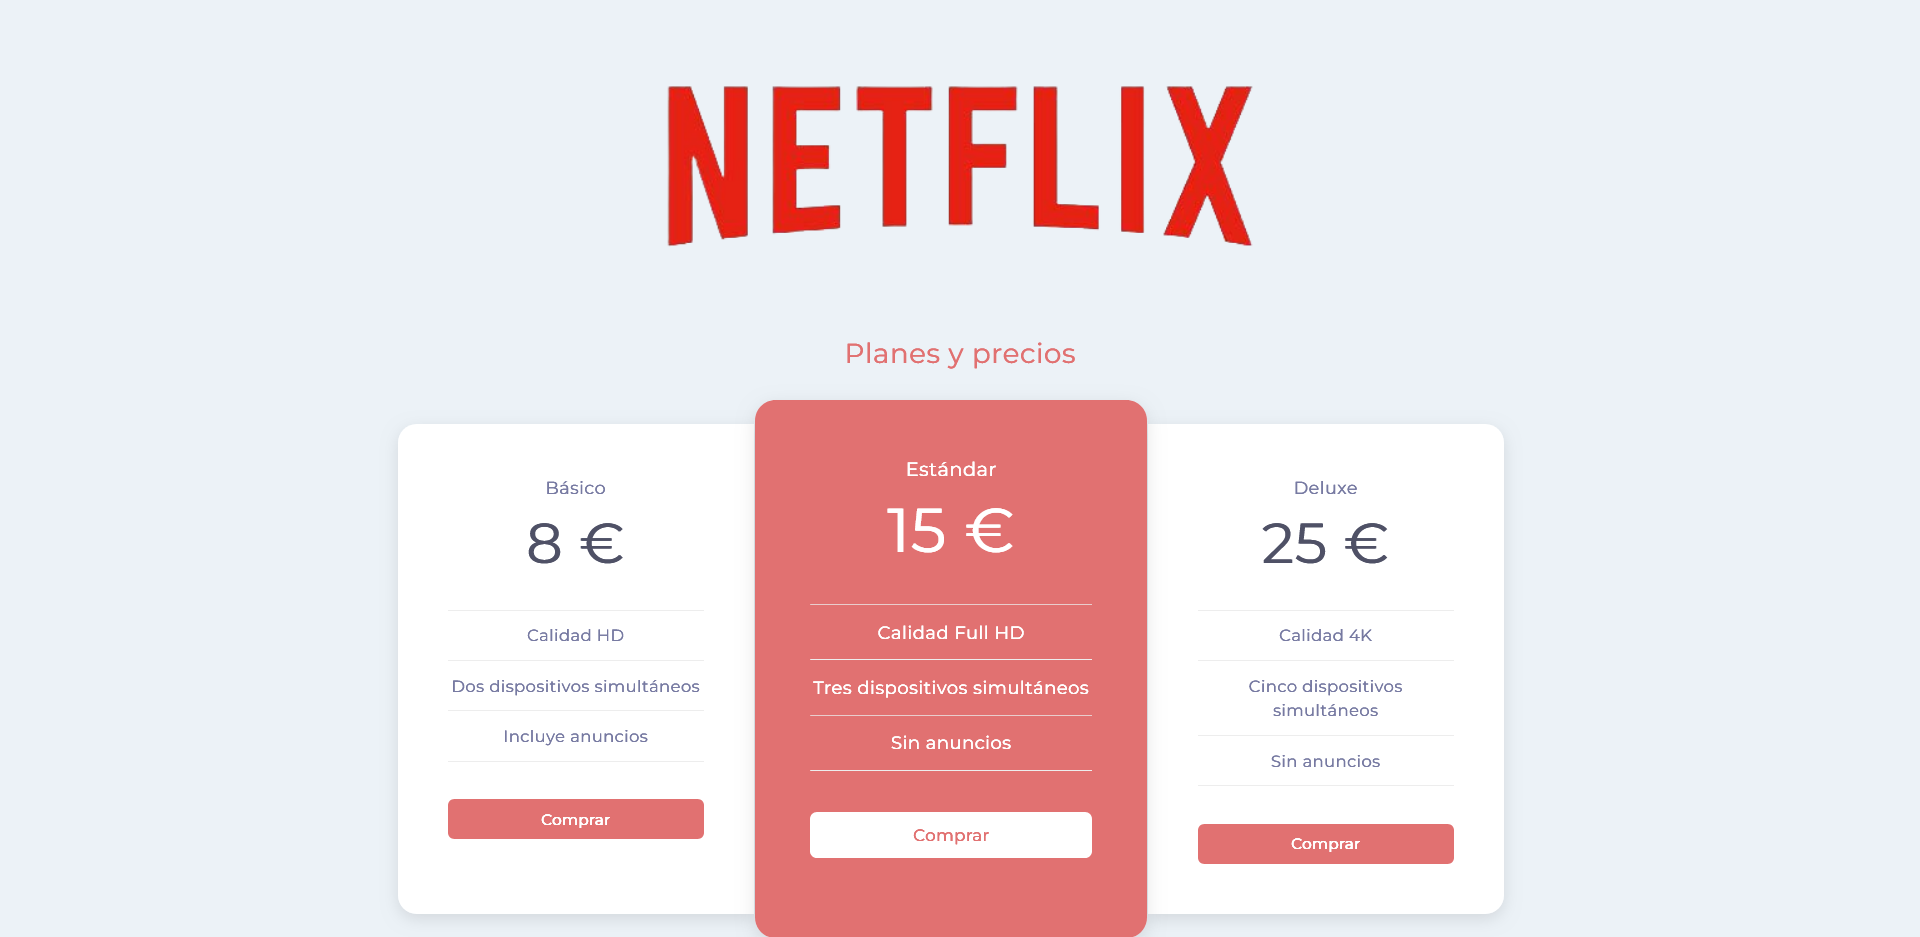 NETFLIX
Planes y precios
Básico
8 €
Calidad HD
Dos dispositivos simultáneos
Incluye anuncios
Comprar
Estándar
15 €
Calidad Full HD
Tres dispositivos simultáneos
Sin anuncios
Comprar
Deluxe
25 €
Calidad 4K
Cinco dispositivos
simultáneos
Sin anuncios
Comprar